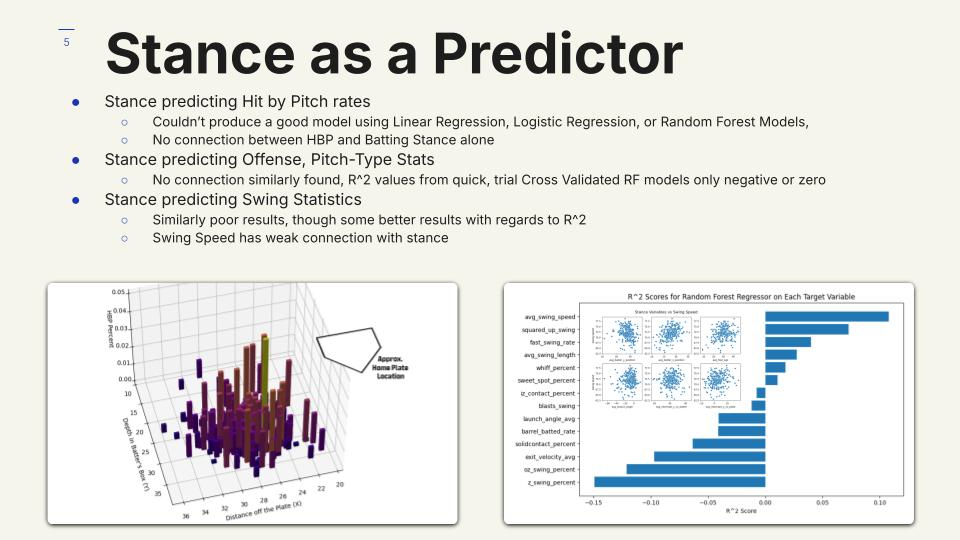 5
Stance as a Predictor
● Stance predicting Hit by Pitch rates
○ Couldn't produce a good model using Linear Regression, Logistic Regression, or Random Forest Models,
○ No connection between HBP and Batting Stance alone
● Stance predicting Offense, Pitch-Type Stats
○ No connection similarly found, R^2 values from quick, trial Cross Validated RF models only negative or zero
● Stance predicting Swing Statistics
○ Similarly poor results, though some better results with regards to R^2
○ Swing Speed has weak connection with stance
0.05
0.04
0.03
0.02
0.01
0.00
HBP Percent
Approx.
Home Plate
Location
10
15
20
25
30
35
Depth in Batter's Box (Y)
36
34
32
30
28
26
24
22
20
Distance off the Plate (X)
R^2 Scores for Random Forest Regressor on Each Target Variable
Stance Variables vs Swing Speed
avg_swing_speed
squared_up_swing
fast_swing_rate
avg_swing_length
whiff_percent
sweet_spot_percent
iz_contact_percent
blasts_swing
launch_angle_avg
barrel_batted_rate
solidcontact_percent
exit_velocity_avg
oz_swing_percent
z_swing_percent
−0.15
−0.10
−0.05
0.00
0.05
0.10
R^2 Score